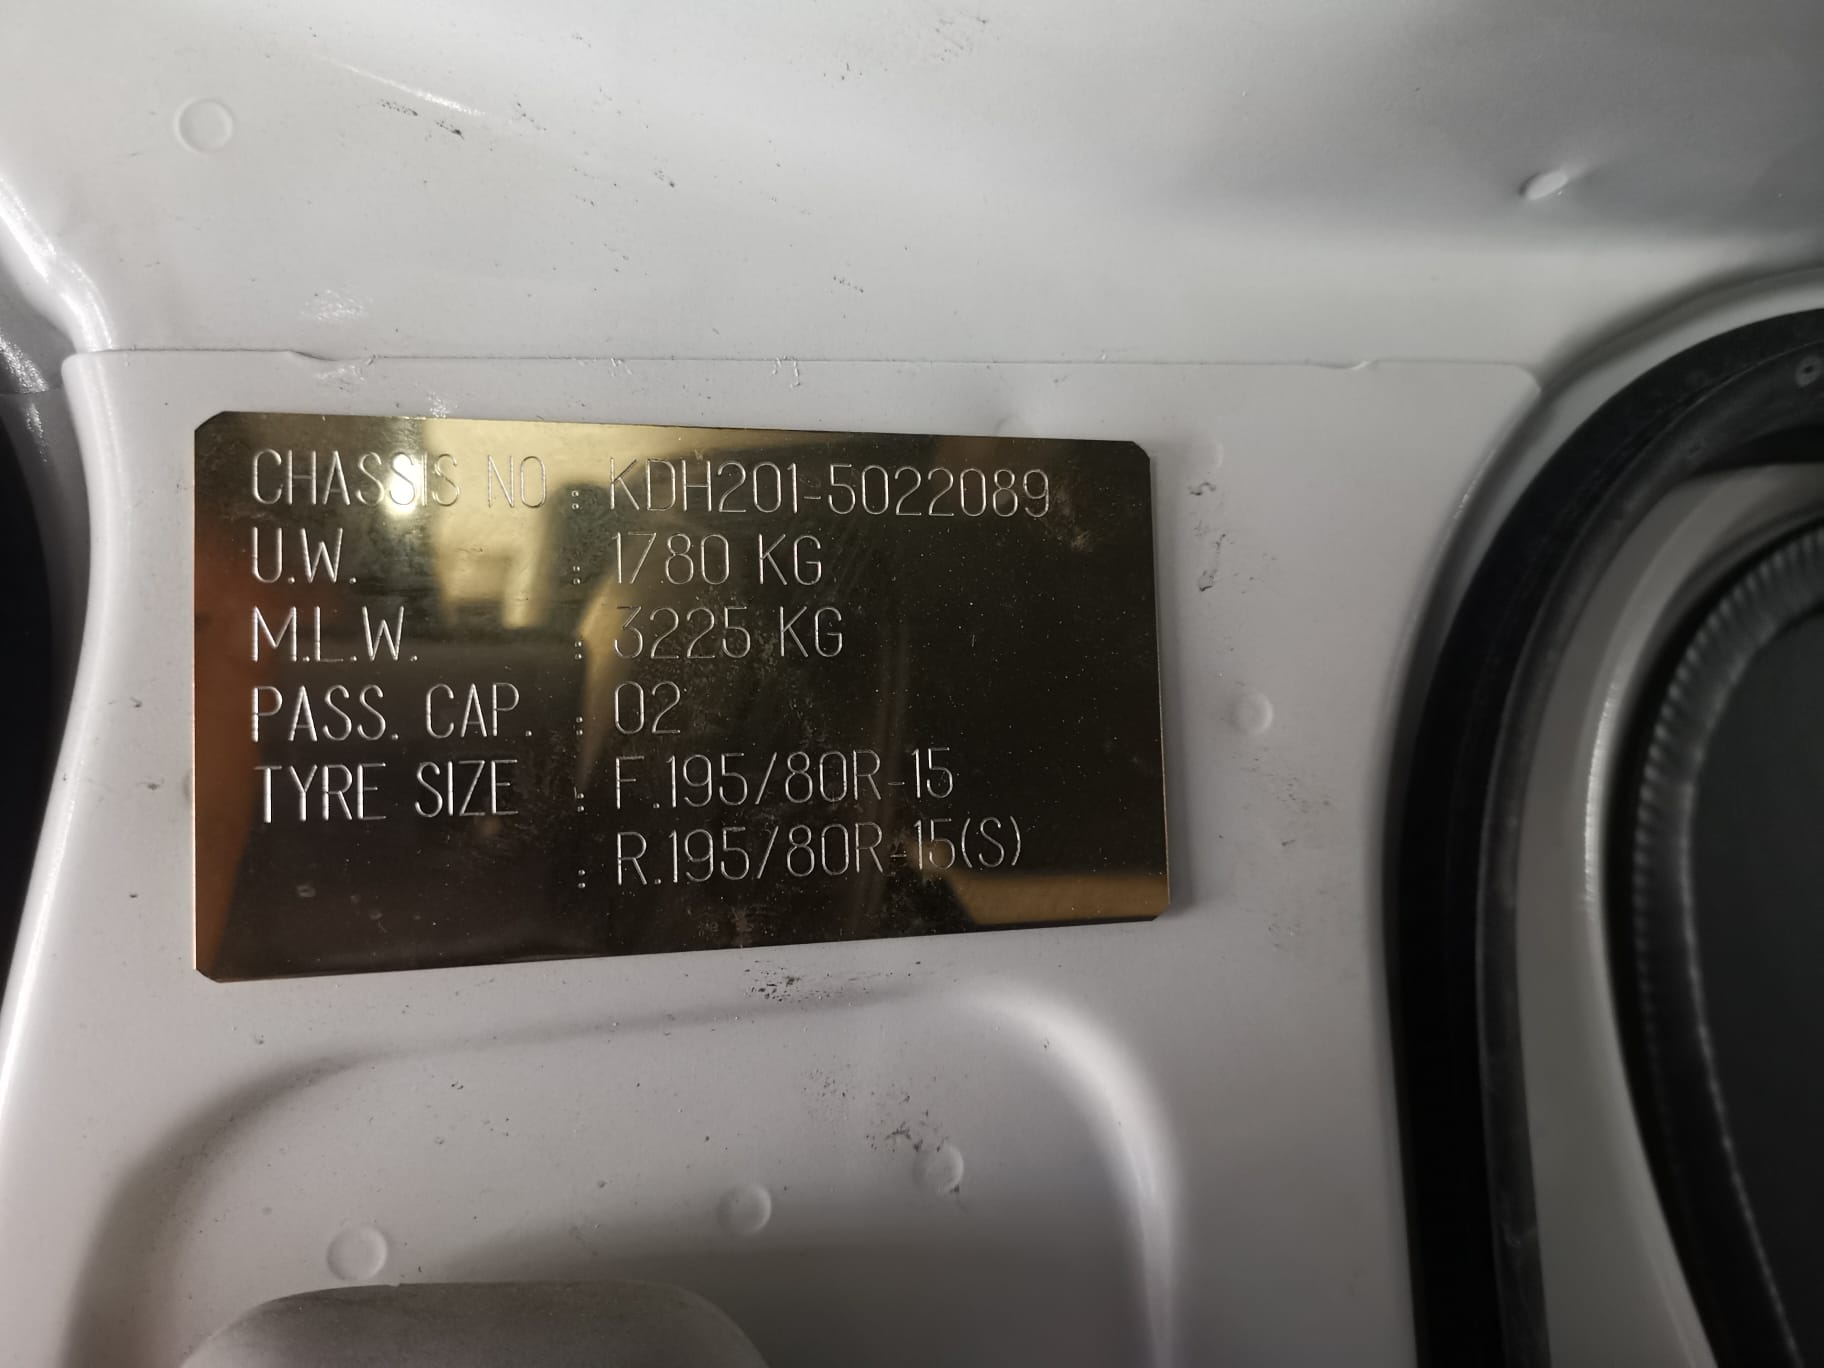 CHASSIS NO : KDH201-5022089
U.W. : 1780 KG
M.L.W. : 3225 KG
PASS. CAP. : 02
TYRE SIZE : F.195/80R-15
: R.195/80R-15(S)